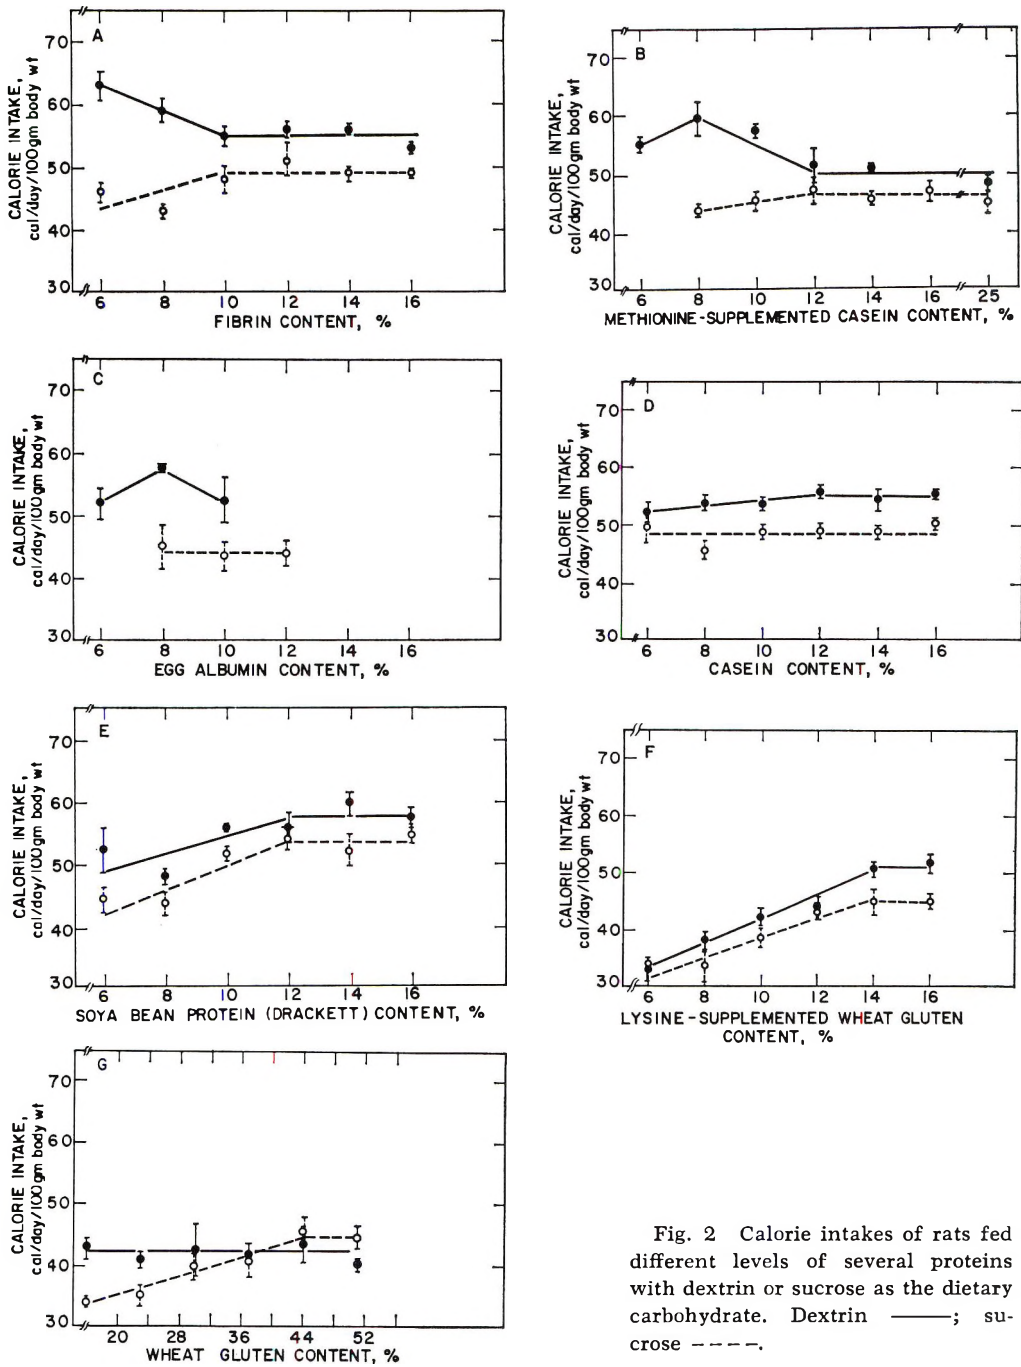 A
CALORIE INTAKE,
cal/day/100gm body wt
70
60
50
40
30
6 8 10 12 14 16
FIBRIN CONTENT, %
B
CALORIE INTAKE,
cal/day/100gm body wt
70
60
50
40
30
6 8 10 12 14 16 25
METHIONINE-SUPPLEMENTED CASEIN CONTENT, %
C
CALORIE INTAKE,
cal/day/100gm body wt
70
60
50
40
30
6 8 10 12 14 16
EGG ALBUMIN CONTENT, %
D
CALORIE INTAKE,
cal/day/100gm body wt
70
60
50
40
30
6 8 10 12 14 16
CASEIN CONTENT, %
E
CALORIE INTAKE,
cal/day/100gm body wt
70
60
50
40
30
6 8 10 12 14 16
SOYA BEAN PROTEIN (DRACKETT) CONTENT, %
F
CALORIE INTAKE,
cal/day/100gm body wt
70
60
50
40
30
6 8 10 12 14 16
LYSINE-SUPPLEMENTED WHEAT GLUTEN
CONTENT, %
G
CALORIE INTAKE,
cal/day/100gm body wt
70
60
50
40
30
20 28 36 44 52
WHEAT GLUTEN CONTENT, %
Fig. 2 Calorie intakes of rats fed
different levels of several proteins
with dextrin or sucrose as the dietary
carbohydrate. Dextrin ———; su-
crose ----.